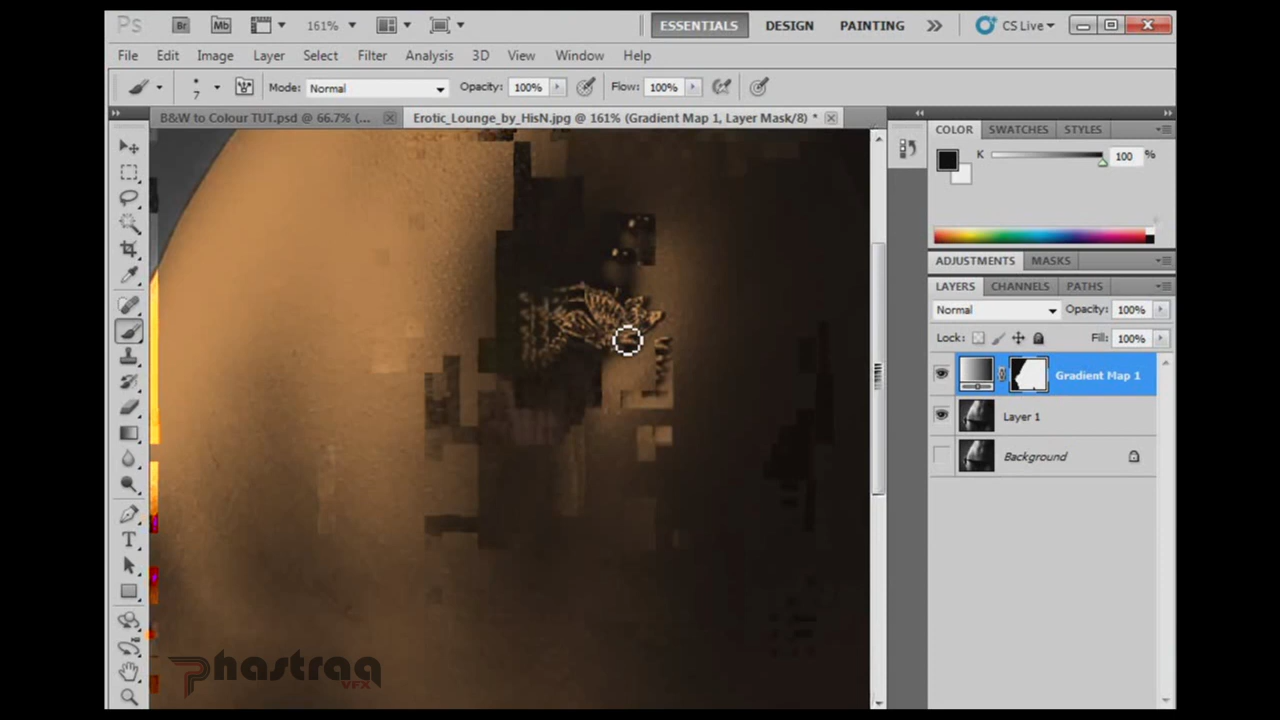 Ps Br Mb 161% ESSENTIALS DESIGN PAINTING CS Live
File Edit Image Layer Select Filter Analysis 3D View Window Help
7 Mode: Normal Opacity: 100% Flow: 100%
B&W to Colour TUT.psd @ 66.7% (... Erotic_Lounge_by_HisN.jpg @ 161% (Gradient Map 1, Layer Mask/8) *
COLOR SWATCHES STYLES
K 100 %
ADJUSTMENTS MASKS
LAYERS CHANNELS PATHS
Normal Opacity: 100%
Lock: Fill: 100%
Gradient Map 1
Layer 1
Background
T
Phastraq
VFX